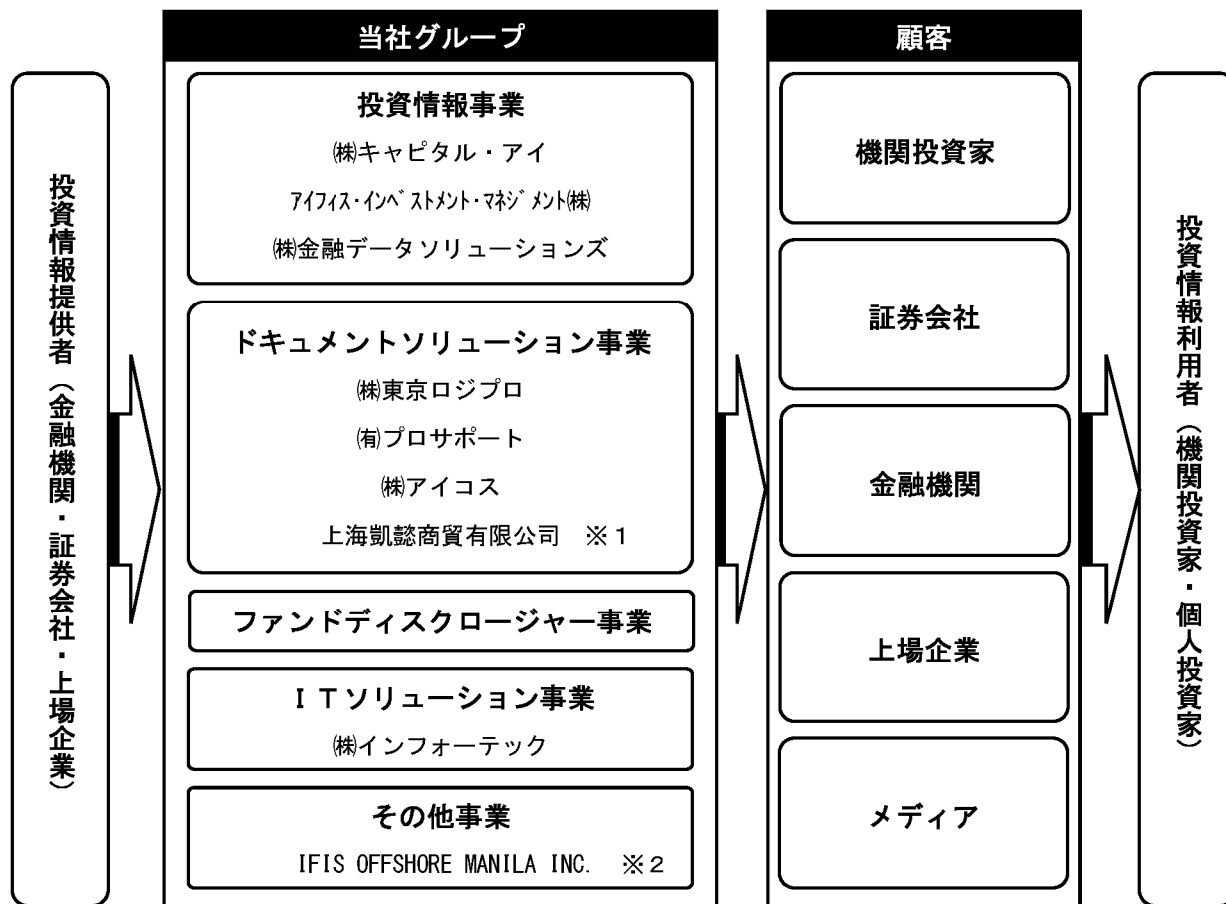 投資情報提供者（金融機関・証券会社・上場企業）
当社グループ
投資情報事業
㈱キャピタル・アイ
ｱｲﾌｨｽ･ｲﾝﾍﾞｽﾄﾒﾝﾄ･ﾏﾈｼﾞﾒﾝﾄ㈱
㈱金融データソリューションズ
ドキュメントソリューション事業
㈱東京ロジプロ
㈲プロサポート
㈱アイコス
上海凱懿商貿有限公司　※１
ファンドディスクロージャー事業
ＩＴソリューション事業
㈱インフォーテック
その他事業
IFIS OFFSHORE MANILA INC.　※２
顧客
機関投資家
証券会社
金融機関
上場企業
メディア
投資情報利用者（機関投資家・個人投資家）